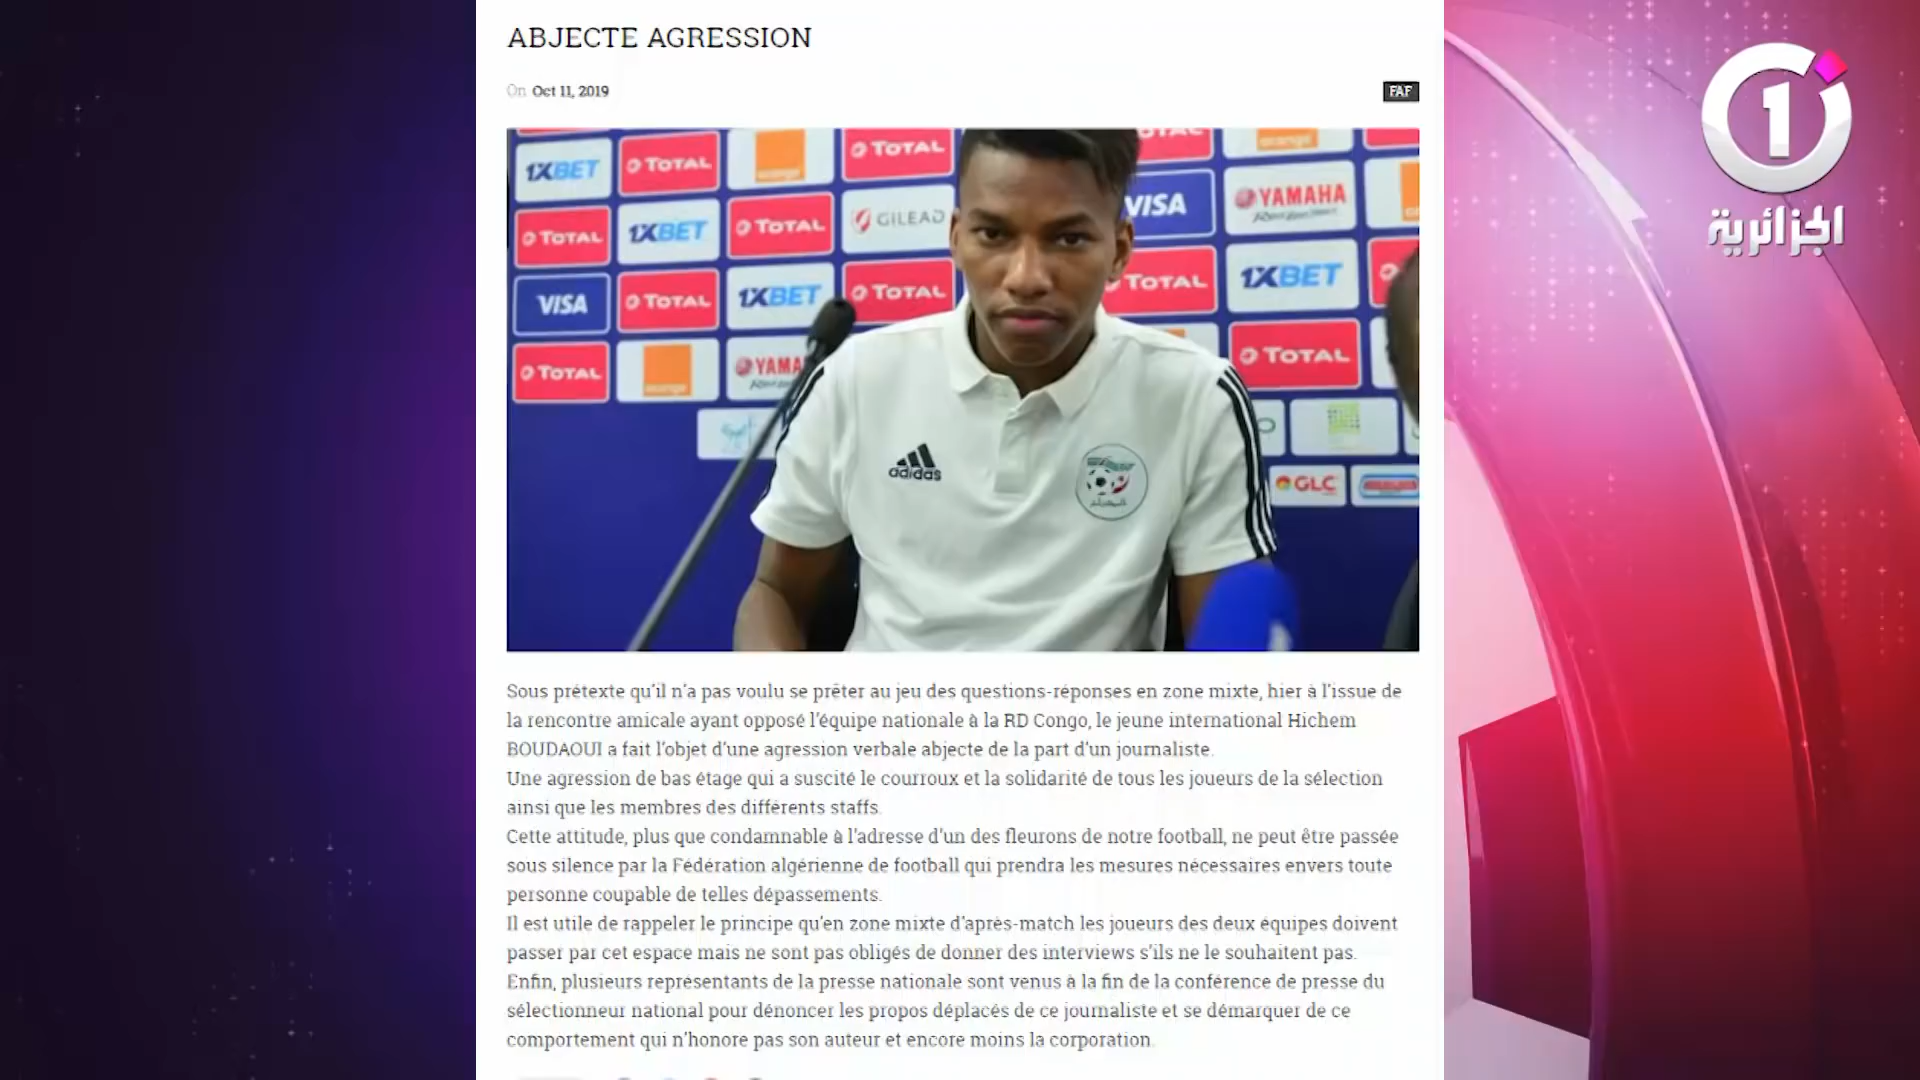 ABJECTE AGRESSION
On Oct 11, 2019
FAF
1XBET TOTAL orange TOTAL TOTAL orange
TOTAL 1XBET TOTAL GILEAD VISA YAMAHA
VISA TOTAL 1XBET TOTAL TOTAL 1XBET
TOTAL orange YAMA TOTAL
adidas
GLC
1
الجزائرية
Sous prétexte qu'il n'a pas voulu se prêter au jeu des questions-réponses en zone mixte, hier à l'issue de
la rencontre amicale ayant opposé l'équipe nationale à la RD Congo, le jeune international Hichem
BOUDAOUI a fait l'objet d'une agression verbale abjecte de la part d'un journaliste.
Une agression de bas étage qui a suscité le courroux et la solidarité de tous les joueurs de la sélection
ainsi que les membres des différents staffs.
Cette attitude, plus que condamnable à l'adresse d'un des fleurons de notre football, ne peut être passée
sous silence par la Fédération algérienne de football qui prendra les mesures nécessaires envers toute
personne coupable de telles dépassements.
Il est utile de rappeler le principe qu'en zone mixte d'après-match les joueurs des deux équipes doivent
passer par cet espace mais ne sont pas obligés de donner des interviews s'ils ne le souhaitent pas.
Enfin, plusieurs représentants de la presse nationale sont venus à la fin de la conférence de presse du
sélectionneur national pour dénoncer les propos déplacés de ce journaliste et se démarquer de ce
comportement qui n'honore pas son auteur et encore moins la corporation.